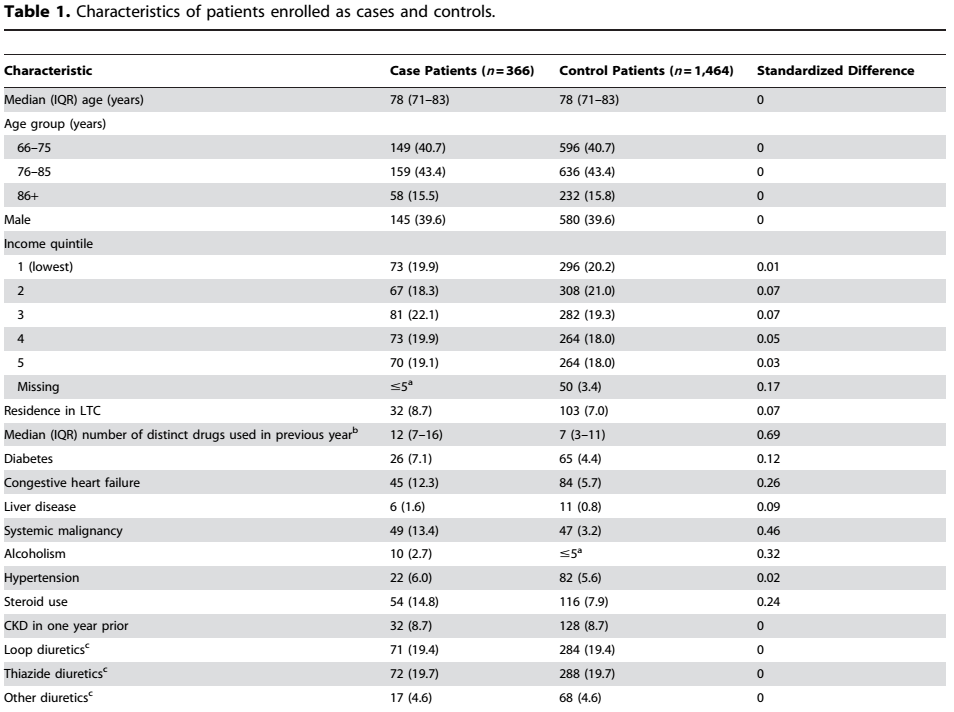 Table 1. Characteristics of patients enrolled as cases and controls.
Characteristic Case Patients (n=366) Control Patients (n=1,464) Standardized Difference
Median (IQR) age (years) 78 (71–83) 78 (71–83) 0
Age group (years)
66–75 149 (40.7) 596 (40.7) 0
76–85 159 (43.4) 636 (43.4) 0
86+ 58 (15.5) 232 (15.8) 0
Male 145 (39.6) 580 (39.6) 0
Income quintile
1 (lowest) 73 (19.9) 296 (20.2) 0.01
2 67 (18.3) 308 (21.0) 0.07
3 81 (22.1) 282 (19.3) 0.07
4 73 (19.9) 264 (18.0) 0.05
5 70 (19.1) 264 (18.0) 0.03
Missing ≤5a 50 (3.4) 0.17
Residence in LTC 32 (8.7) 103 (7.0) 0.07
Median (IQR) number of distinct drugs used in previous yearb 12 (7–16) 7 (3–11) 0.69
Diabetes 26 (7.1) 65 (4.4) 0.12
Congestive heart failure 45 (12.3) 84 (5.7) 0.26
Liver disease 6 (1.6) 11 (0.8) 0.09
Systemic malignancy 49 (13.4) 47 (3.2) 0.46
Alcoholism 10 (2.7) ≤5a 0.32
Hypertension 22 (6.0) 82 (5.6) 0.02
Steroid use 54 (14.8) 116 (7.9) 0.24
CKD in one year prior 32 (8.7) 128 (8.7) 0
Loop diureticsc 71 (19.4) 284 (19.4) 0
Thiazide diureticsc 72 (19.7) 288 (19.7) 0
Other diureticsc 17 (4.6) 68 (4.6) 0